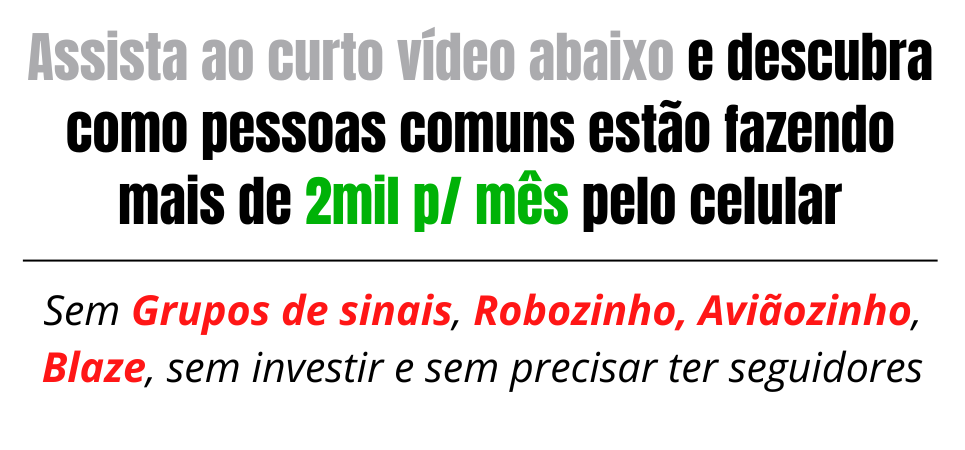 Assista ao curto vídeo abaixo e descubra
como pessoas comuns estão fazendo
mais de 2mil p/ mês pelo celular
Sem Grupos de sinais, Robozinho, Aviãozinho,
Blaze, sem investir e sem precisar ter seguidores